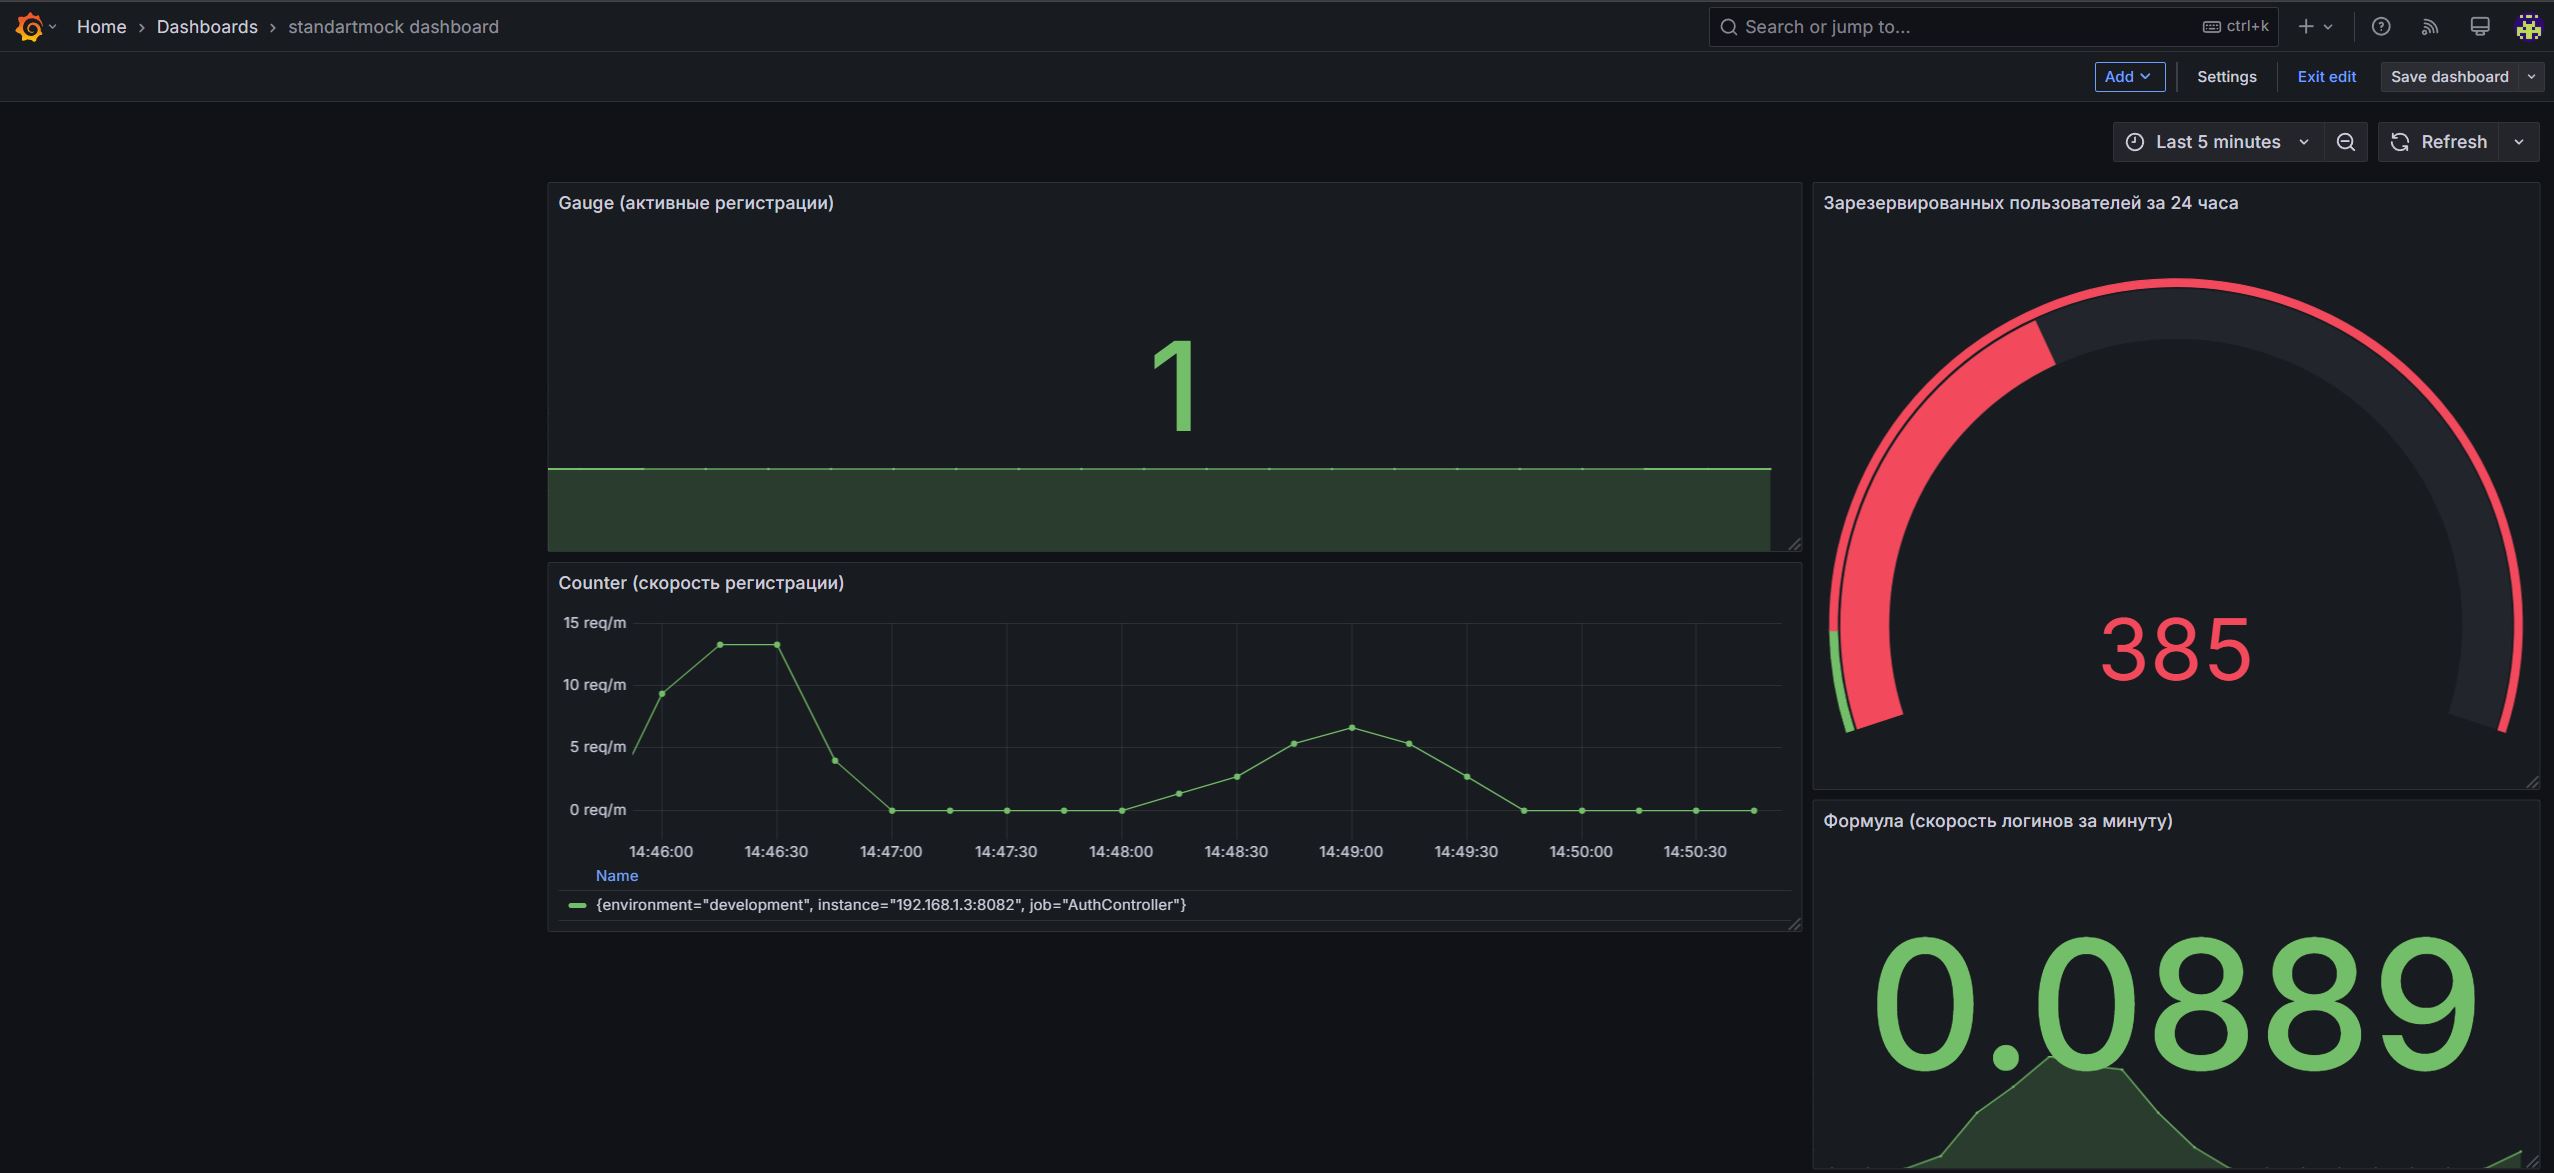 Home > Dashboards > standartmock dashboard
Search or jump to...
ctrl+k
Add
Settings
Exit edit
Save dashboard
Last 5 minutes
Refresh
Gauge (активные регистрации)
1
Counter (скорость регистрации)
15 req/m
10 req/m
5 req/m
0 req/m
14:46:00 14:46:30 14:47:00 14:47:30 14:48:00 14:48:30 14:49:00 14:49:30 14:50:00 14:50:30
Name
{environment="development", instance="192.168.1.3:8082", job="AuthController"}
Зарезервированных пользователей за 24 часа
385
Формула (скорость логинов за минуту)
0.0889